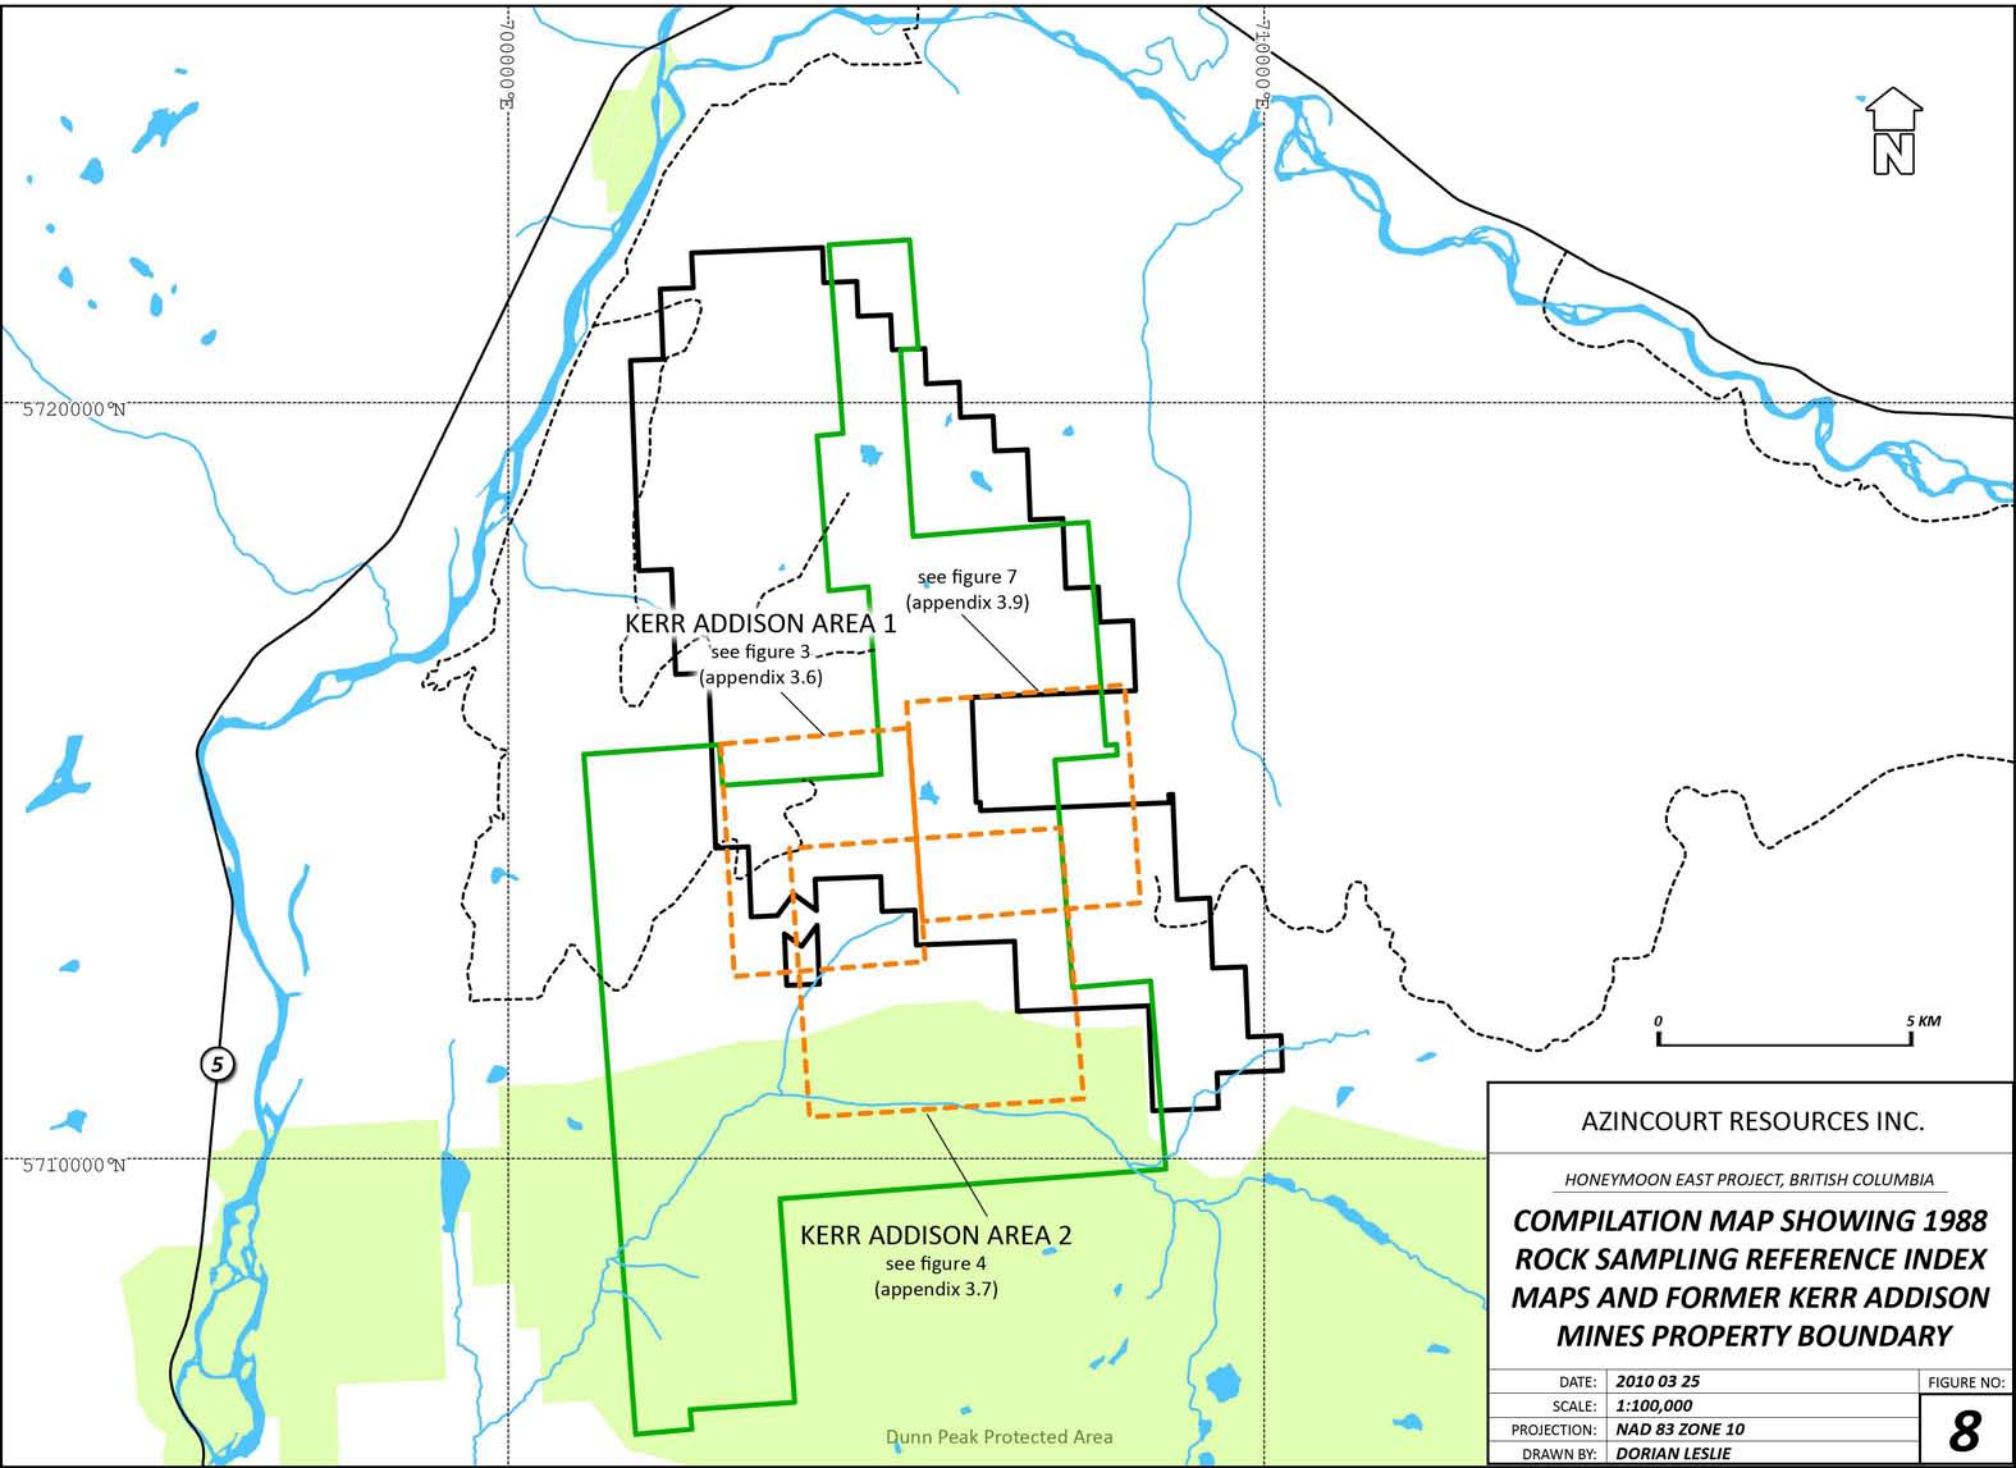 700000°E
710000°E
N
5720000°N
see figure 7
(appendix 3.9)
KERR ADDISON AREA 1
see figure 3
(appendix 3.6)
5
0
5 KM
5710000°N
KERR ADDISON AREA 2
see figure 4
(appendix 3.7)
Dunn Peak Protected Area
AZINCOURT RESOURCES INC.
HONEYMOON EAST PROJECT, BRITISH COLUMBIA
COMPILATION MAP SHOWING 1988
ROCK SAMPLING REFERENCE INDEX
MAPS AND FORMER KERR ADDISON
MINES PROPERTY BOUNDARY
DATE: 2010 03 25
SCALE: 1:100,000
PROJECTION: NAD 83 ZONE 10
DRAWN BY: DORIAN LESLIE
FIGURE NO:
8